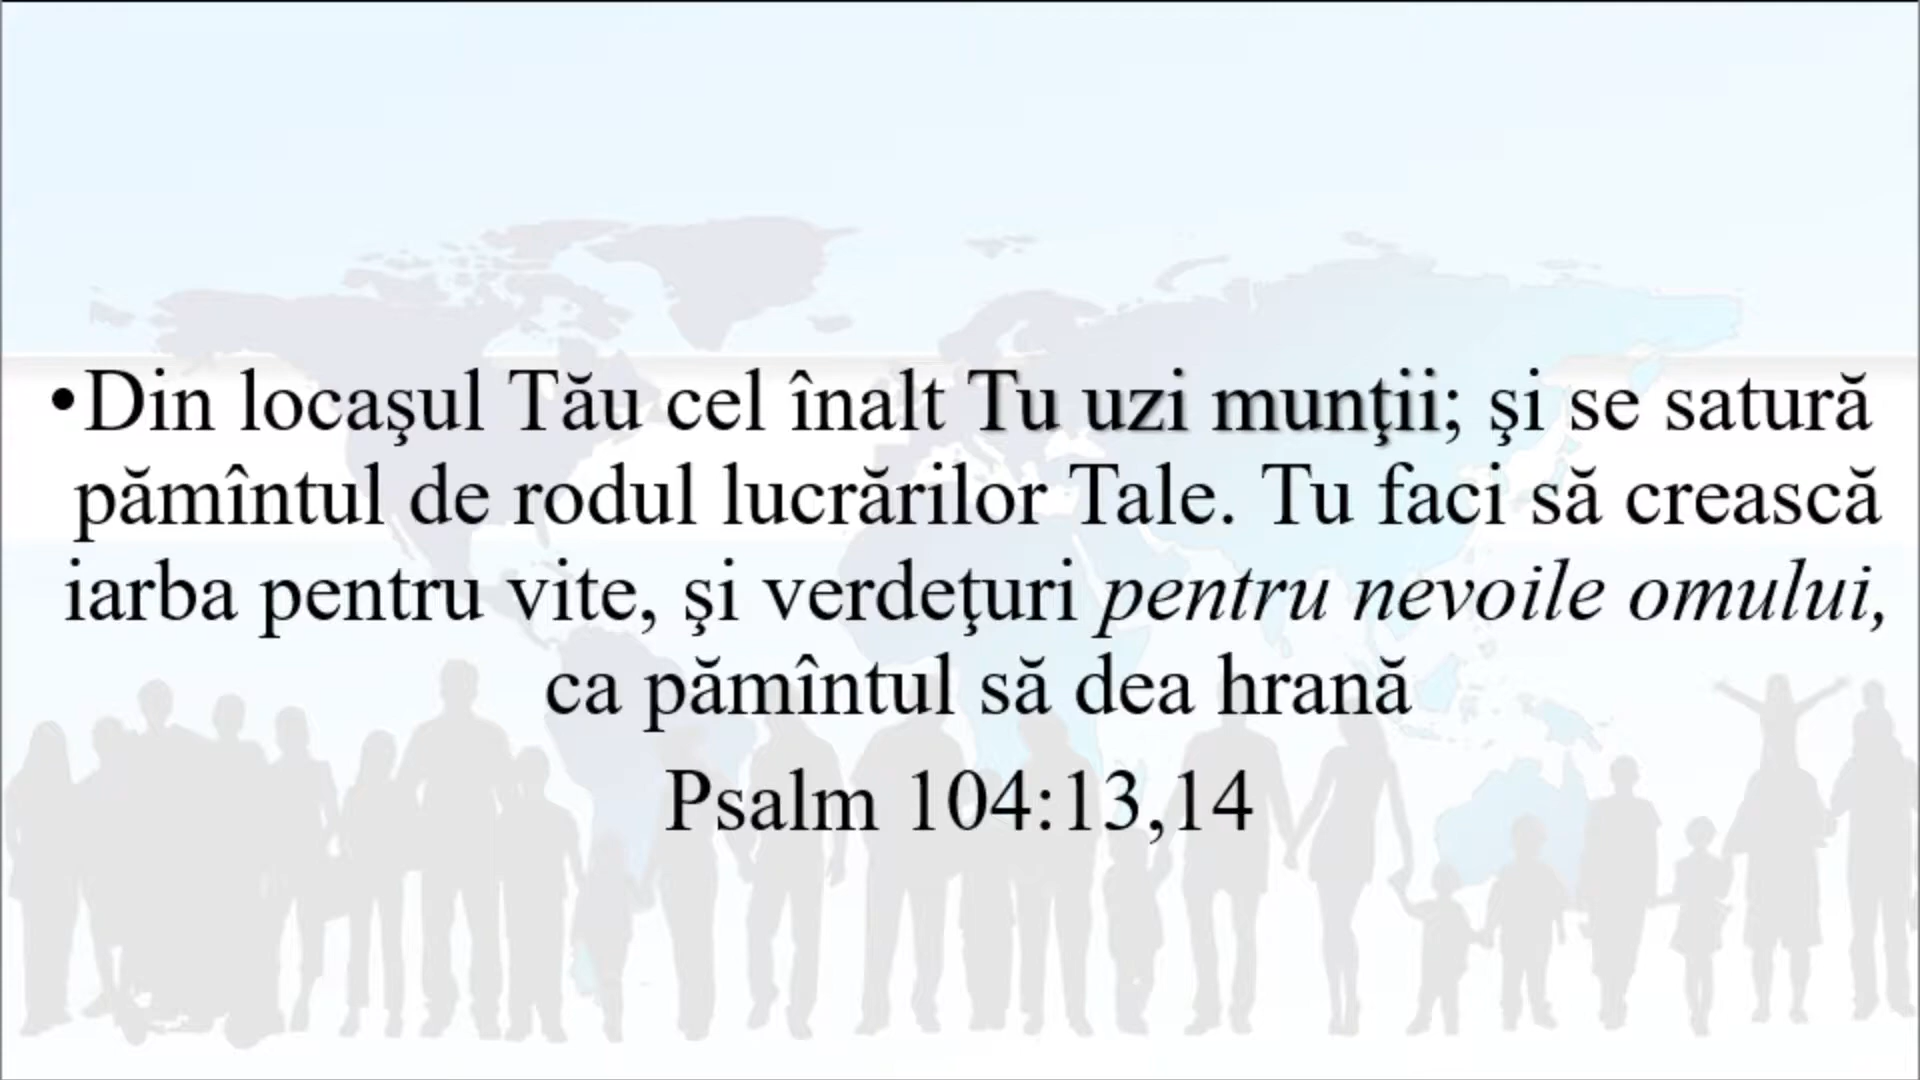 •Din locaşul Tău cel înalt Tu uzi munţii; şi se satură
pămîntul de rodul lucrărilor Tale. Tu faci să crească
iarba pentru vite, şi verdeţuri pentru nevoile omului,
ca pămîntul să dea hrană
Psalm 104:13,14